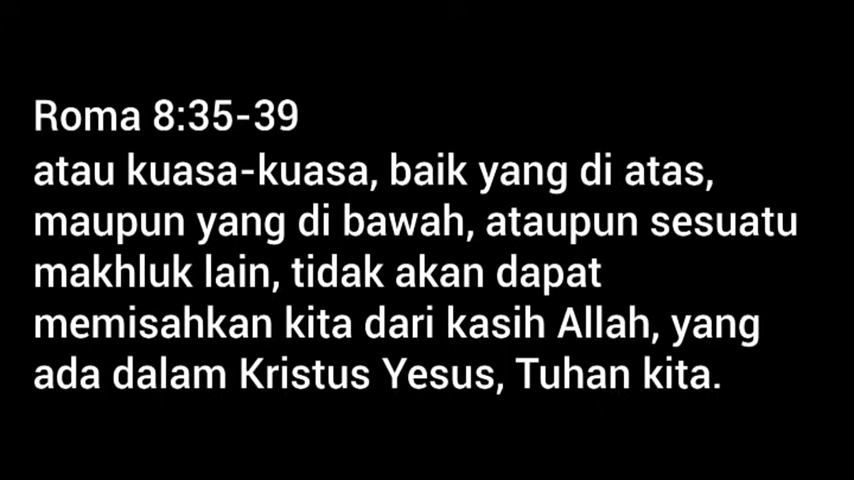 Roma 8:35-39
atau kuasa-kuasa, baik yang di atas,
maupun yang di bawah, ataupun sesuatu
makhluk lain, tidak akan dapat
memisahkan kita dari kasih Allah, yang
ada dalam Kristus Yesus, Tuhan kita.